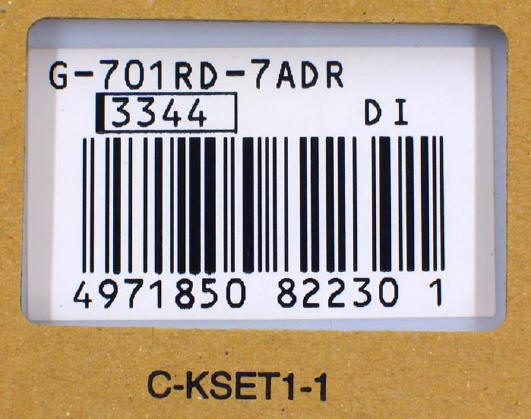 G-701RD-7ADR
3344 DI
4971850 82230 1
C-KSET1-1